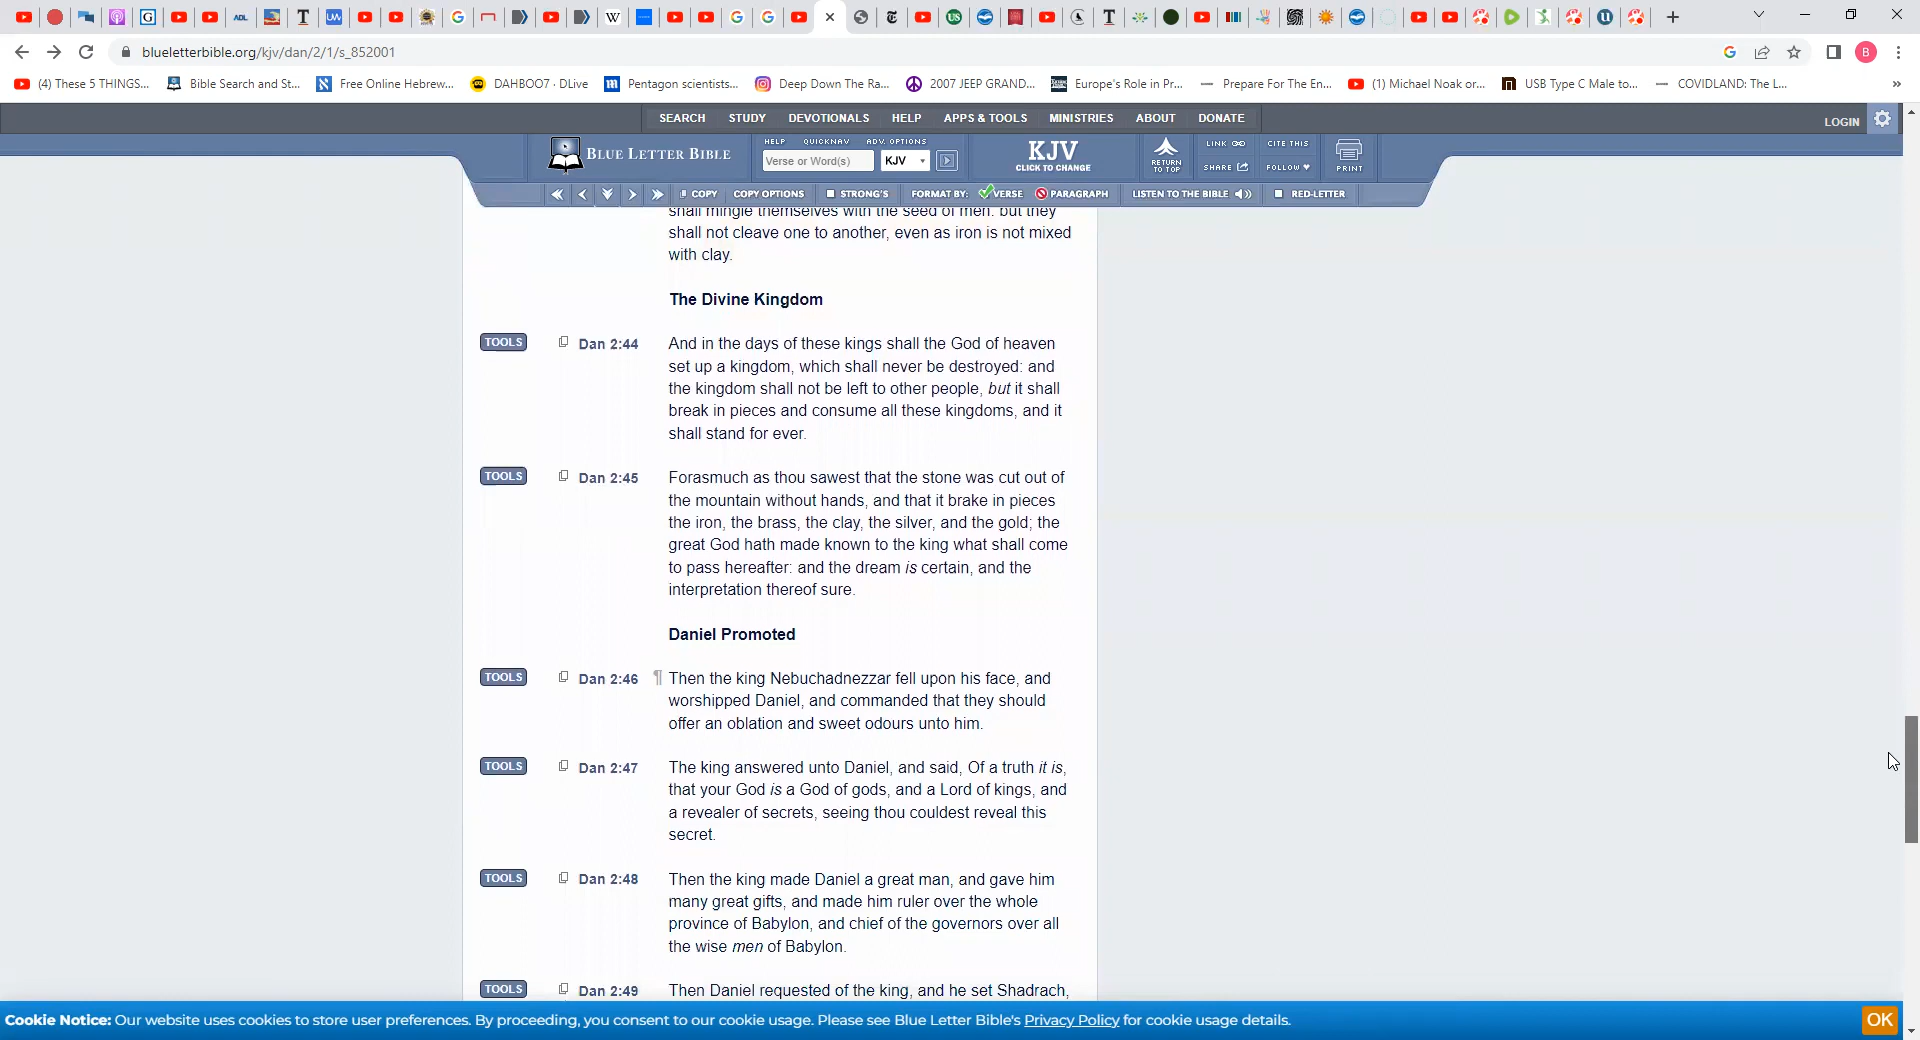 blueletterbible.org/kjv/dan/2/1/s_852001
B
(4) These 5 THINGS...
Bible Search and St...
Free Online Hebrew...
DAHBOO7 · DLive
Pentagon scientists...
Deep Down The Ra...
2007 JEEP GRAND...
Europe's Role in Pr...
Prepare For The En...
(1) Michael Noak or...
USB Type C Male to...
COVIDLAND: The L...
»
SEARCH STUDY DEVOTIONALS HELP APPS & TOOLS MINISTRIES ABOUT DONATE
LOGIN
BLUE LETTER BIBLE
HELP QUICKNAV ADV. OPTIONS
Verse or Word(s) KJV
KJV
CLICK TO CHANGE
RETURN
TO TOP
LINK CITE THIS
SHARE FOLLOW
PRINT
COPY COPY OPTIONS STRONG'S FORMAT BY: VERSE PARAGRAPH LISTEN TO THE BIBLE RED-LETTER
shall mingle themselves with the seed of men: but they
shall not cleave one to another, even as iron is not mixed
with clay.
The Divine Kingdom
TOOLS Dan 2:44 And in the days of these kings shall the God of heaven
set up a kingdom, which shall never be destroyed: and
the kingdom shall not be left to other people, but it shall
break in pieces and consume all these kingdoms, and it
shall stand for ever.
TOOLS Dan 2:45 Forasmuch as thou sawest that the stone was cut out of
the mountain without hands, and that it brake in pieces
the iron, the brass, the clay, the silver, and the gold; the
great God hath made known to the king what shall come
to pass hereafter: and the dream is certain, and the
interpretation thereof sure.
Daniel Promoted
TOOLS Dan 2:46 ¶ Then the king Nebuchadnezzar fell upon his face, and
worshipped Daniel, and commanded that they should
offer an oblation and sweet odours unto him.
TOOLS Dan 2:47 The king answered unto Daniel, and said, Of a truth it is,
that your God is a God of gods, and a Lord of kings, and
a revealer of secrets, seeing thou couldest reveal this
secret.
TOOLS Dan 2:48 Then the king made Daniel a great man, and gave him
many great gifts, and made him ruler over the whole
province of Babylon, and chief of the governors over all
the wise men of Babylon.
TOOLS Dan 2:49 Then Daniel requested of the king, and he set Shadrach,
Cookie Notice: Our website uses cookies to store user preferences. By proceeding, you consent to our cookie usage. Please see Blue Letter Bible's Privacy Policy for cookie usage details.
OK